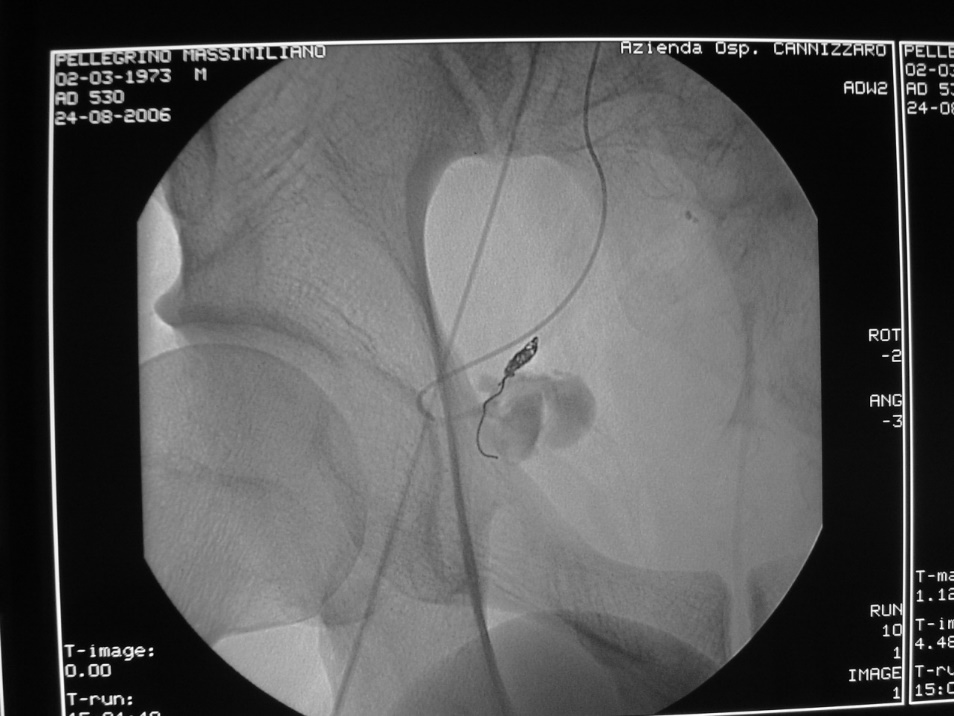 PELLEGRINO MASSIMILIANO
02-03-1973 M
AD 530
24-08-2006
Azienda Osp. CANNIZZARO
ADW2
ROT
-2
ANG
-3
RUN
10
1
IMAGE
1
T-image:
0.00
T-run:
PELLE
02-03
AD 53
24-08
T-ma
1.12
T-im
4.48
T-ru
15:0